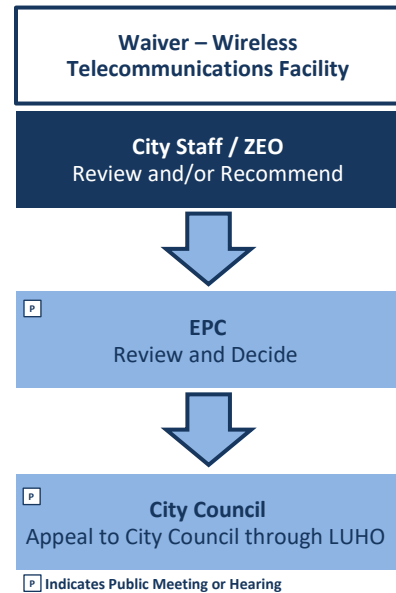 Waiver – Wireless
Telecommunications Facility
City Staff / ZEO
Review and/or Recommend
P
EPC
Review and Decide
P
City Council
Appeal to City Council through LUHO
P Indicates Public Meeting or Hearing